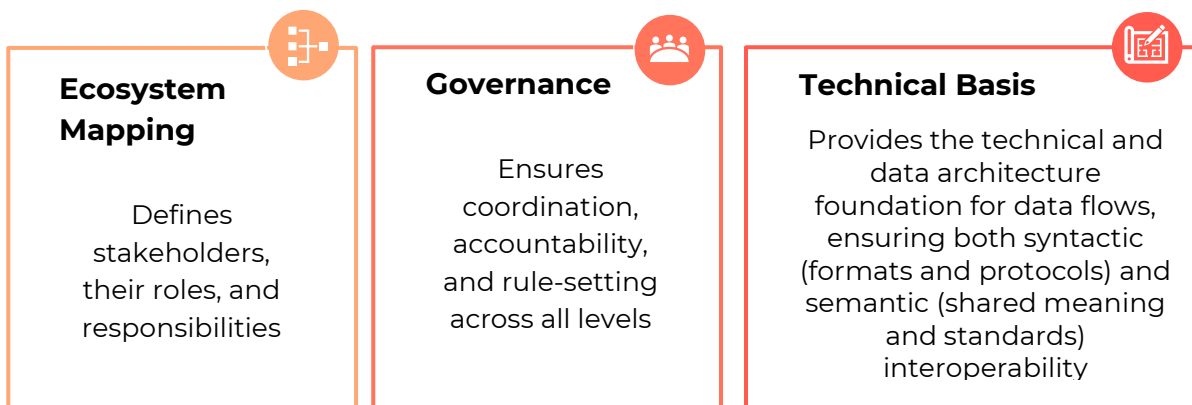 Ecosystem
Mapping
Defines
stakeholders,
their roles, and
responsibilities
Governance
Ensures
coordination,
accountability,
and rule-setting
across all levels
Technical Basis
Provides the technical and
data architecture
foundation for data flows,
ensuring both syntactic
(formats and protocols) and
semantic (shared meaning
and standards)
interoperability